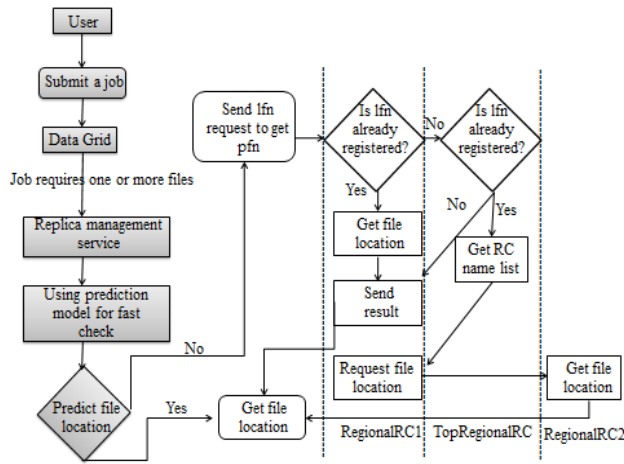 User
Submit a job
Data Grid
Job requires one or more files
Replica management
service
Using prediction
model for fast
check
Predict file
location
No
Yes
Send lfn
request to get
pfn
Get file
location
Is lfn
already
registered?
No
Yes
Get file
location
Send
result
Request file
location
RegionalRC1
Is lfn
already
registered?
No
Yes
Get RC
name list
TopRegionalRC
Get file
location
RegionalRC2